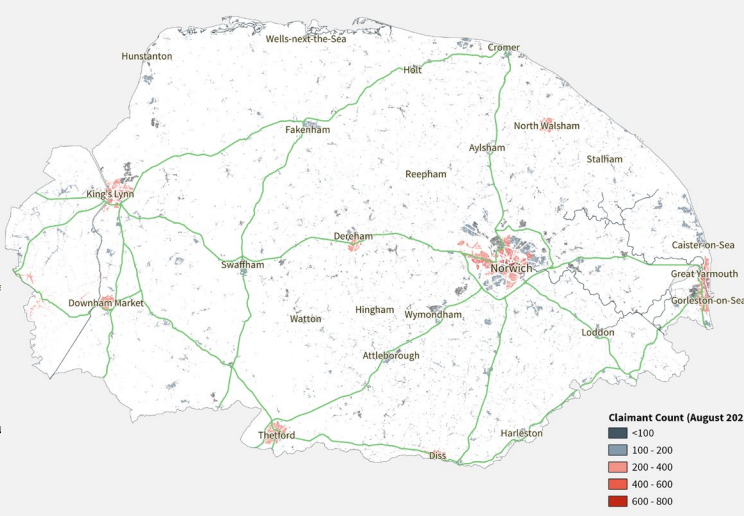 Wells-next-the-Sea
Cromer
Hunstanton
Holt
Fakenham
North Walsham
Aylsham
Stalham
Reepham
King's Lynn
Dereham
Caister-on-Sea
Swaffham
Norwich
Great Yarmouth
Downham Market
Gorleston-on-Sea
Hingham
Wymondham
Watton
Loddon
Attleborough
Thetford
Harleston
Diss
Claimant Count (August 202
<100
100 - 200
200 - 400
400 - 600
600 - 800